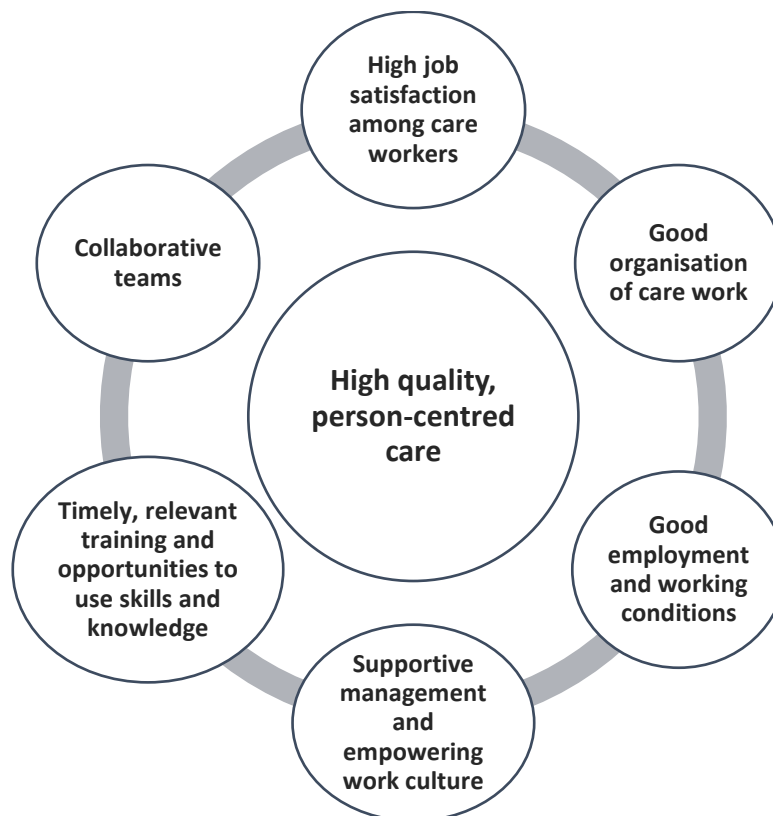 High job
satisfaction
among care
workers
Good
organisation
of care work
Good
employment
and working
conditions
Supportive
management
and
empowering
work culture
Timely, relevant
training and
opportunities to
use skills and
knowledge
Collaborative
teams
High quality,
person-centred
care